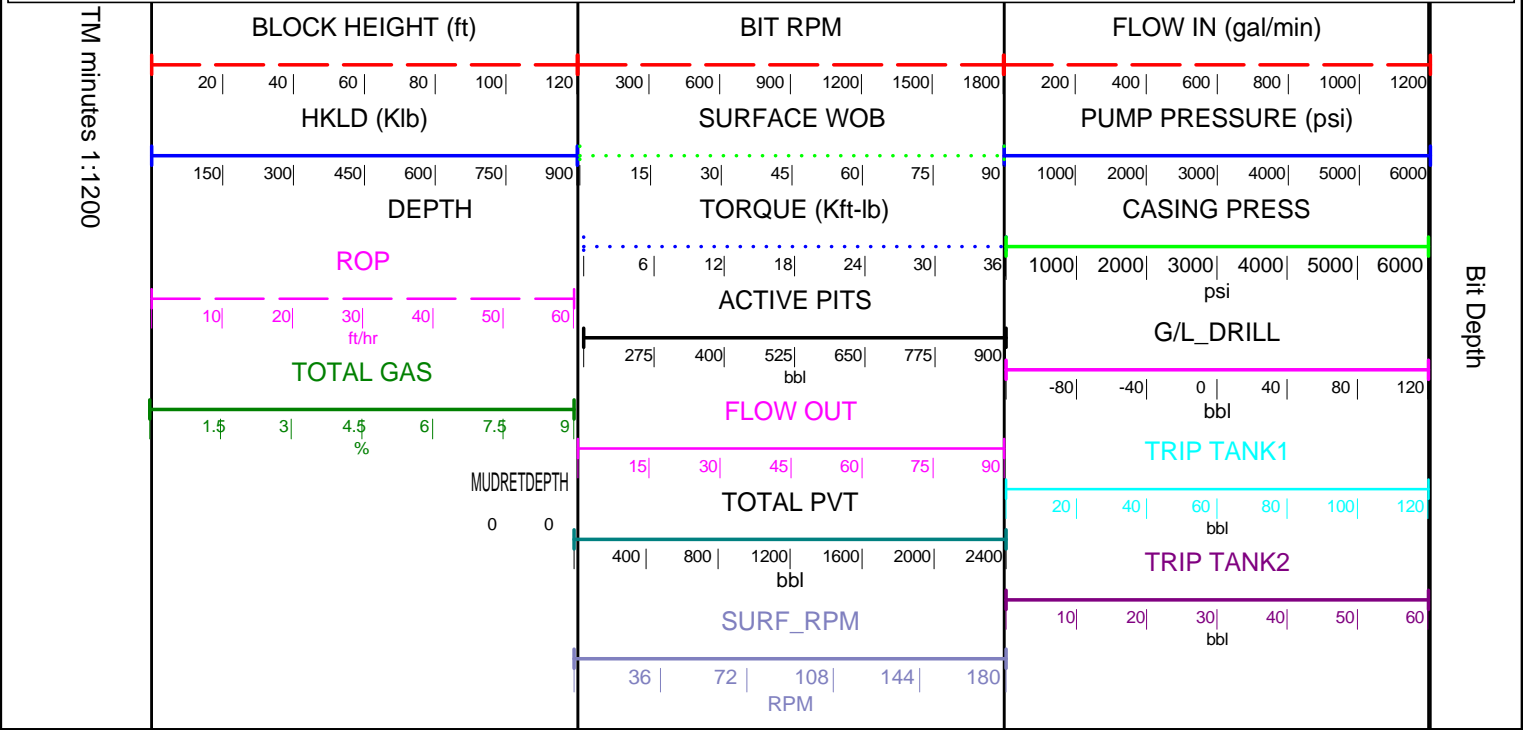 TM minutes 1:1200
BLOCK HEIGHT (ft)
20 40 60 80 100 120
HKLD (Klb)
150 300 450 600 750 900
DEPTH
ROP
10 20 30 40 50 60
ft/hr
TOTAL GAS
1.5 3 4.5 6 7.5 9
%
MUDRETDEPTH
0 0
BIT RPM
300 600 900 1200 1500 1800
SURFACE WOB
15 30 45 60 75 90
TORQUE (Kft-lb)
6 12 18 24 30 36
ACTIVE PITS
275 400 525 650 775 900
bbl
FLOW OUT
15 30 45 60 75 90
TOTAL PVT
400 800 1200 1600 2000 2400
bbl
SURF_RPM
36 72 108 144 180
RPM
FLOW IN (gal/min)
200 400 600 800 1000 1200
PUMP PRESSURE (psi)
1000 2000 3000 4000 5000 6000
CASING PRESS
1000 2000 3000 4000 5000 6000
psi
G/L_DRILL
-80 -40 0 40 80 120
bbl
TRIP TANK1
20 40 60 80 100 120
bbl
TRIP TANK2
10 20 30 40 50 60
bbl
Bit Depth